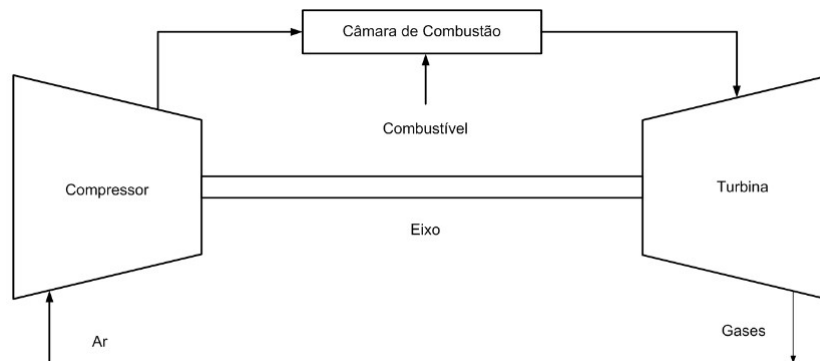 Câmara de Combustão
Combustível
Compressor
Turbina
Eixo
Ar
Gases